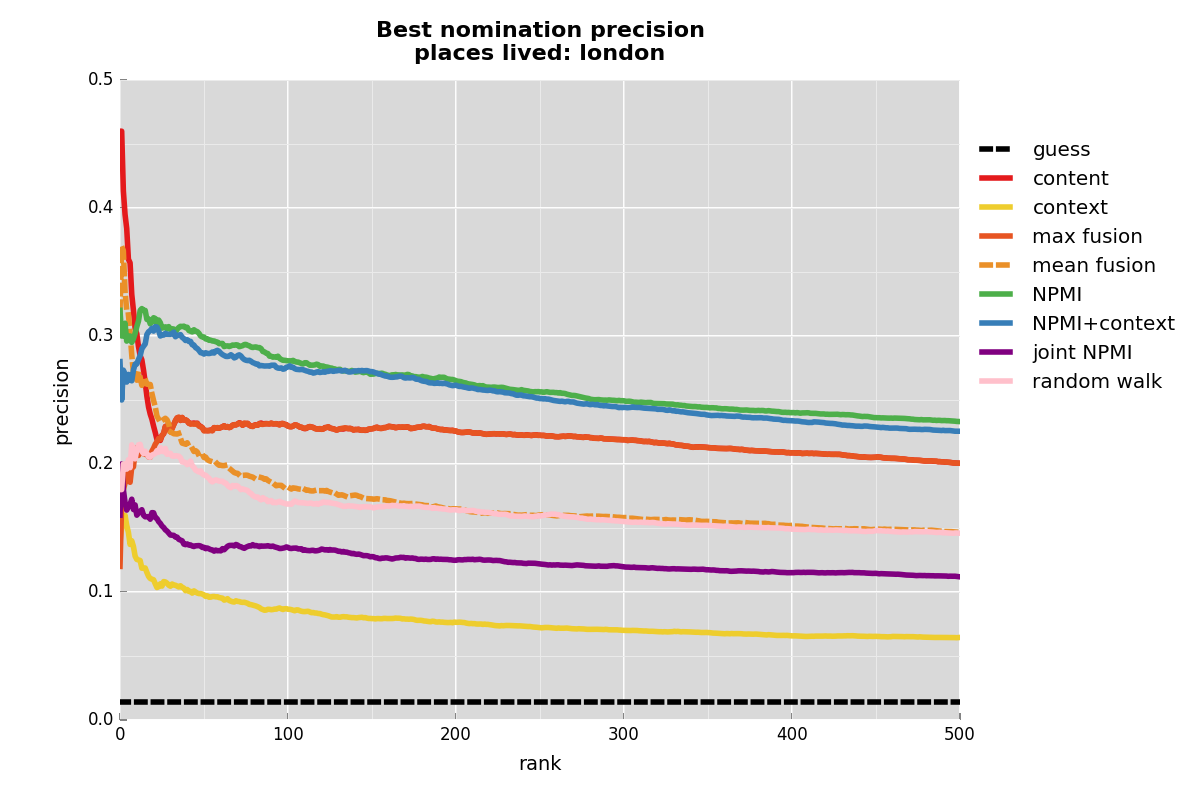 Best nomination precision
places lived: london
precision
0.5
0.4
0.3
0.2
0.1
0.0
0
100
200
300
400
500
rank
guess
content
context
max fusion
mean fusion
NPMI
NPMI+context
joint NPMI
random walk